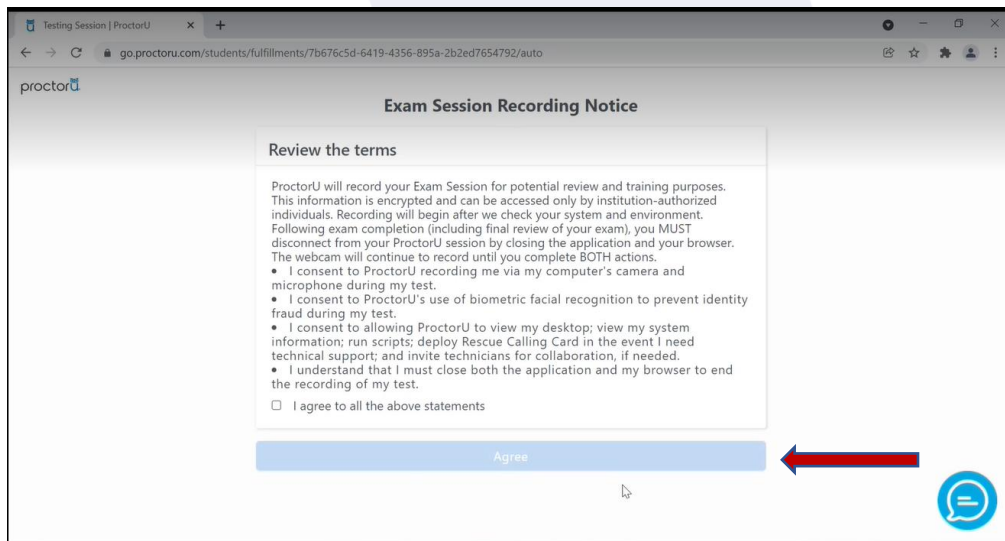 Testing Session | ProctorU
go.proctoru.com/students/fulfillments/7b676c5d-6419-4356-895a-2b2ed7654792/auto
proctorU
Exam Session Recording Notice
Review the terms
ProctorU will record your Exam Session for potential review and training purposes.
This information is encrypted and can be accessed only by institution-authorized
individuals. Recording will begin after we check your system and environment.
Following exam completion (including final review of your exam), you MUST
disconnect from your ProctorU session by closing the application and your browser.
The webcam will continue to record until you complete BOTH actions.
• I consent to ProctorU recording me via my computer's camera and
microphone during my test.
• I consent to ProctorU's use of biometric facial recognition to prevent identity
fraud during my test.
• I consent to allowing ProctorU to view my desktop; view my system
information; run scripts; deploy Rescue Calling Card in the event I need
technical support; and invite technicians for collaboration, if needed.
• I understand that I must close both the application and my browser to end
the recording of my test.
I agree to all the above statements
Agree